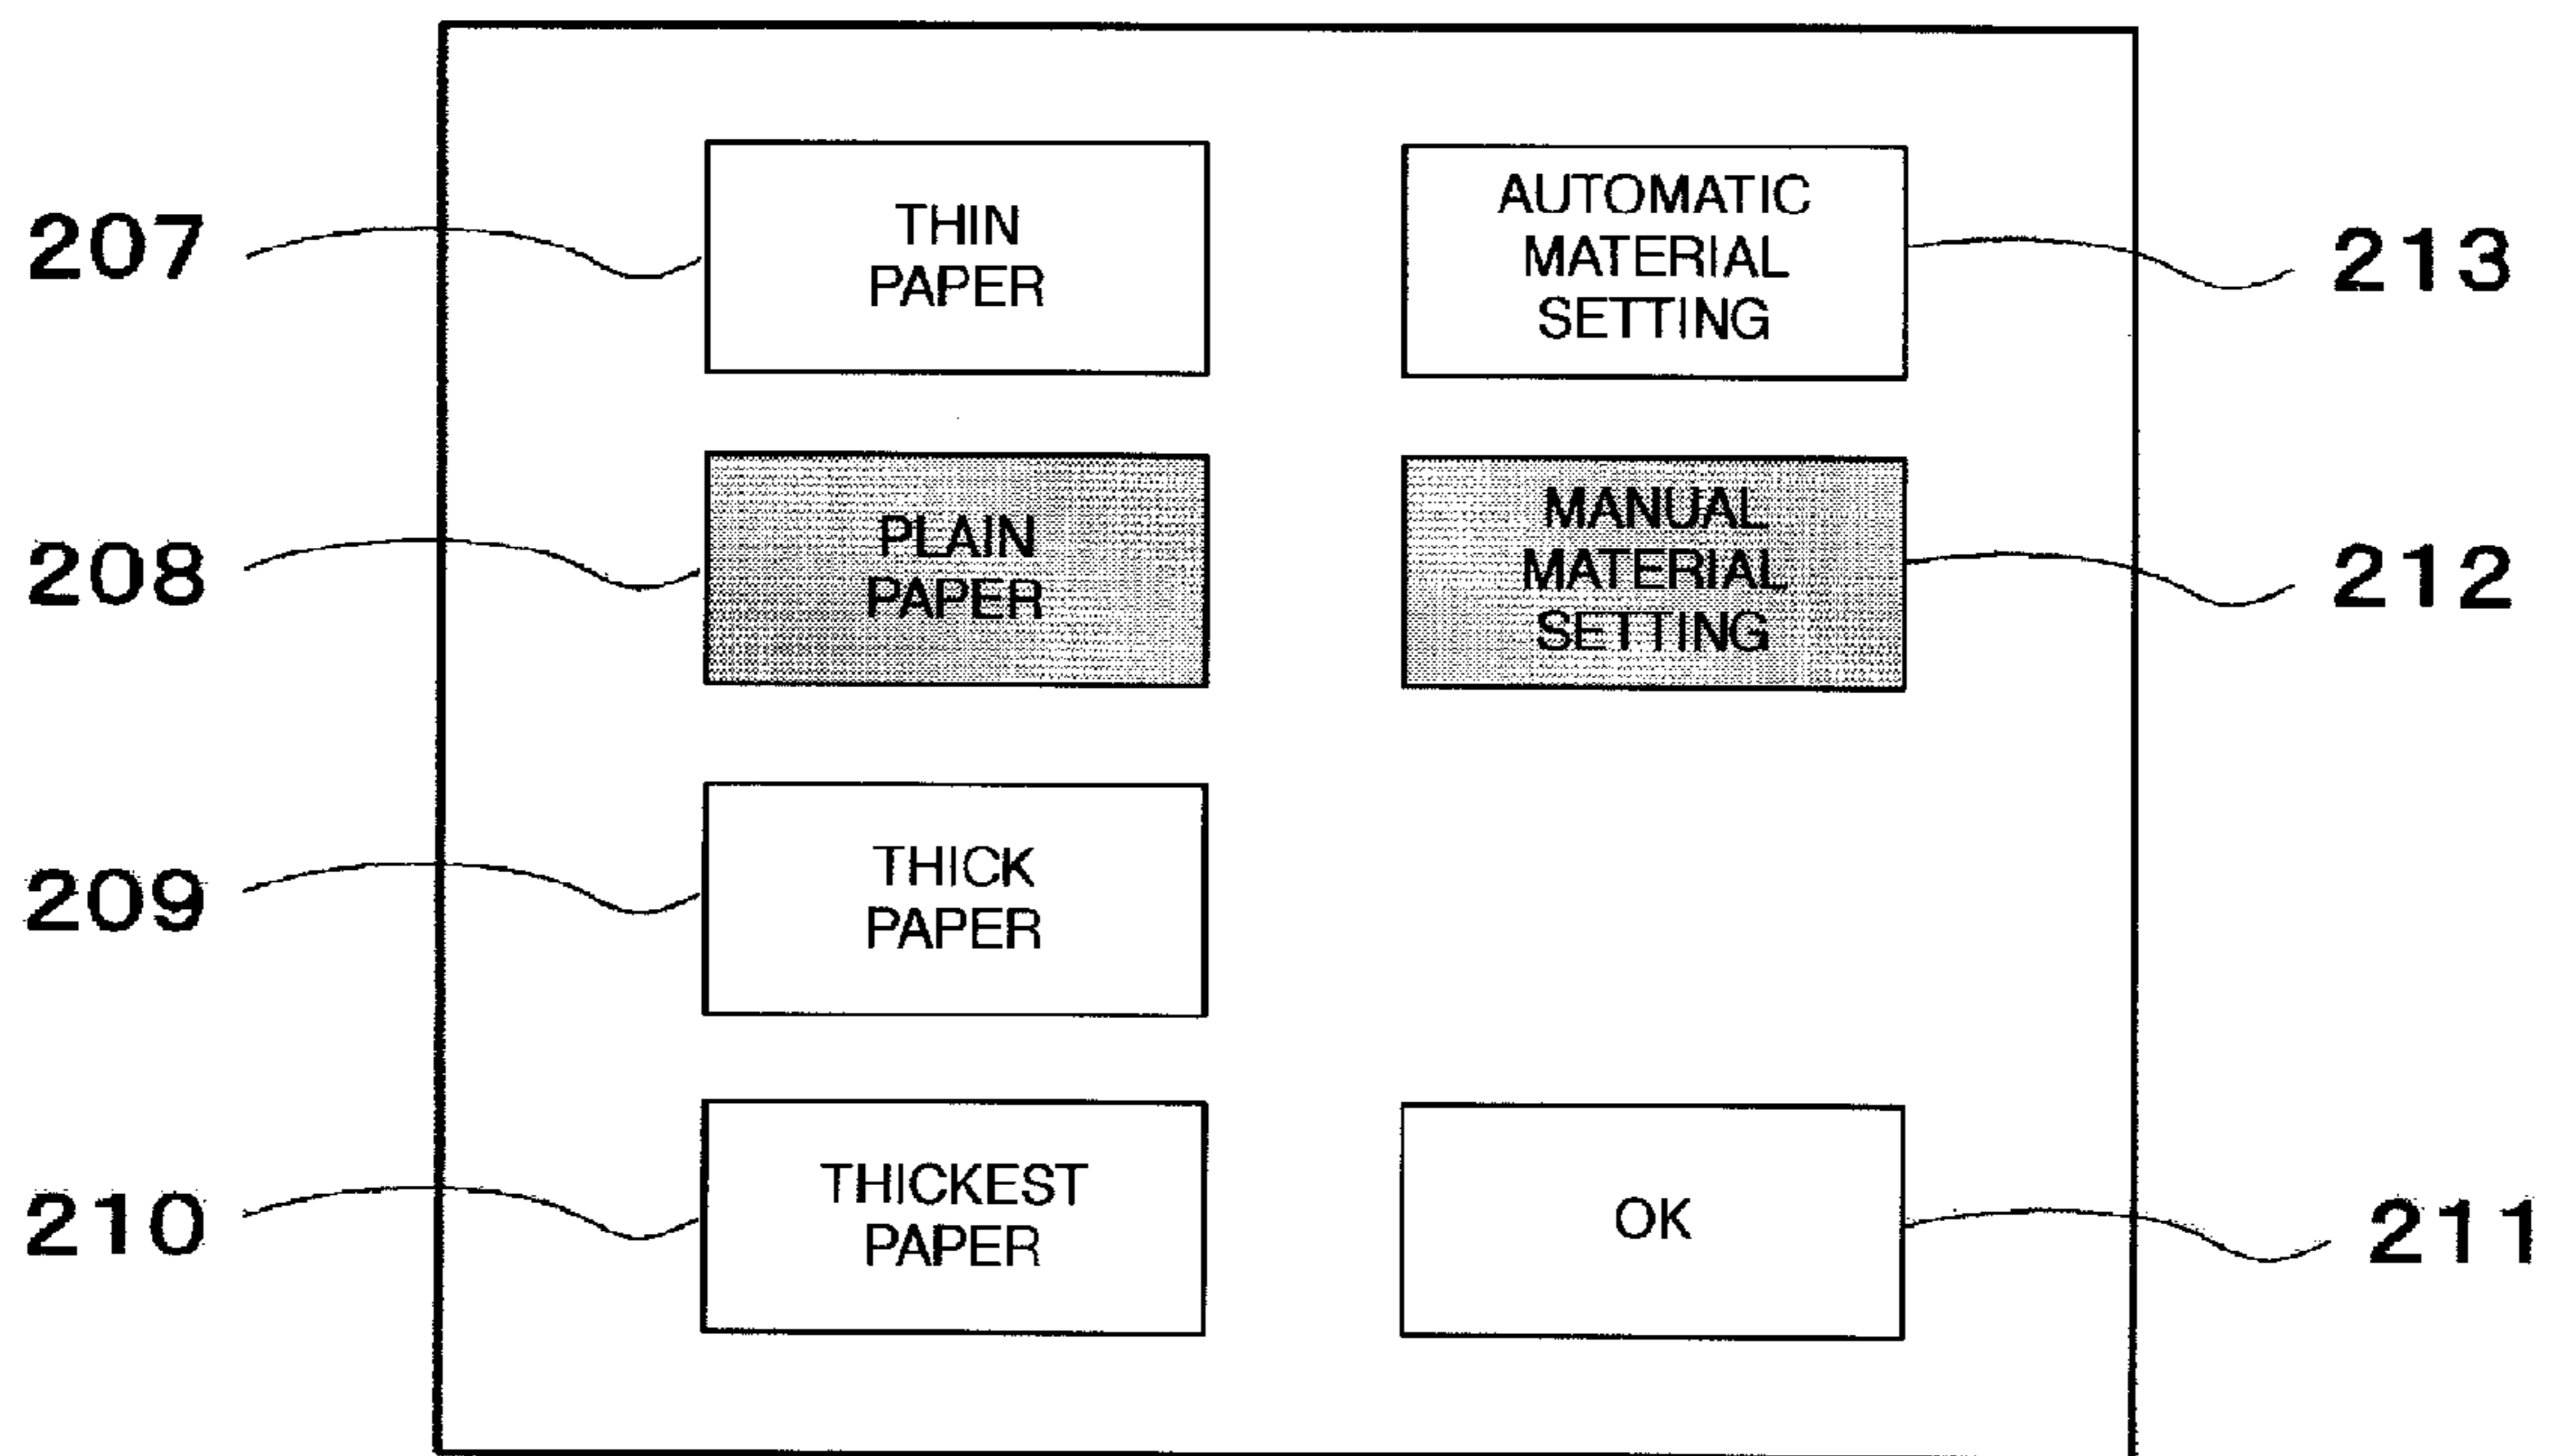 207
THIN
PAPER
AUTOMATIC
MATERIAL
SETTING
213
208
PLAIN
PAPER
MANUAL
MATERIAL
SETTING
212
209
THICK
PAPER
210
THICKEST
PAPER
OK
211